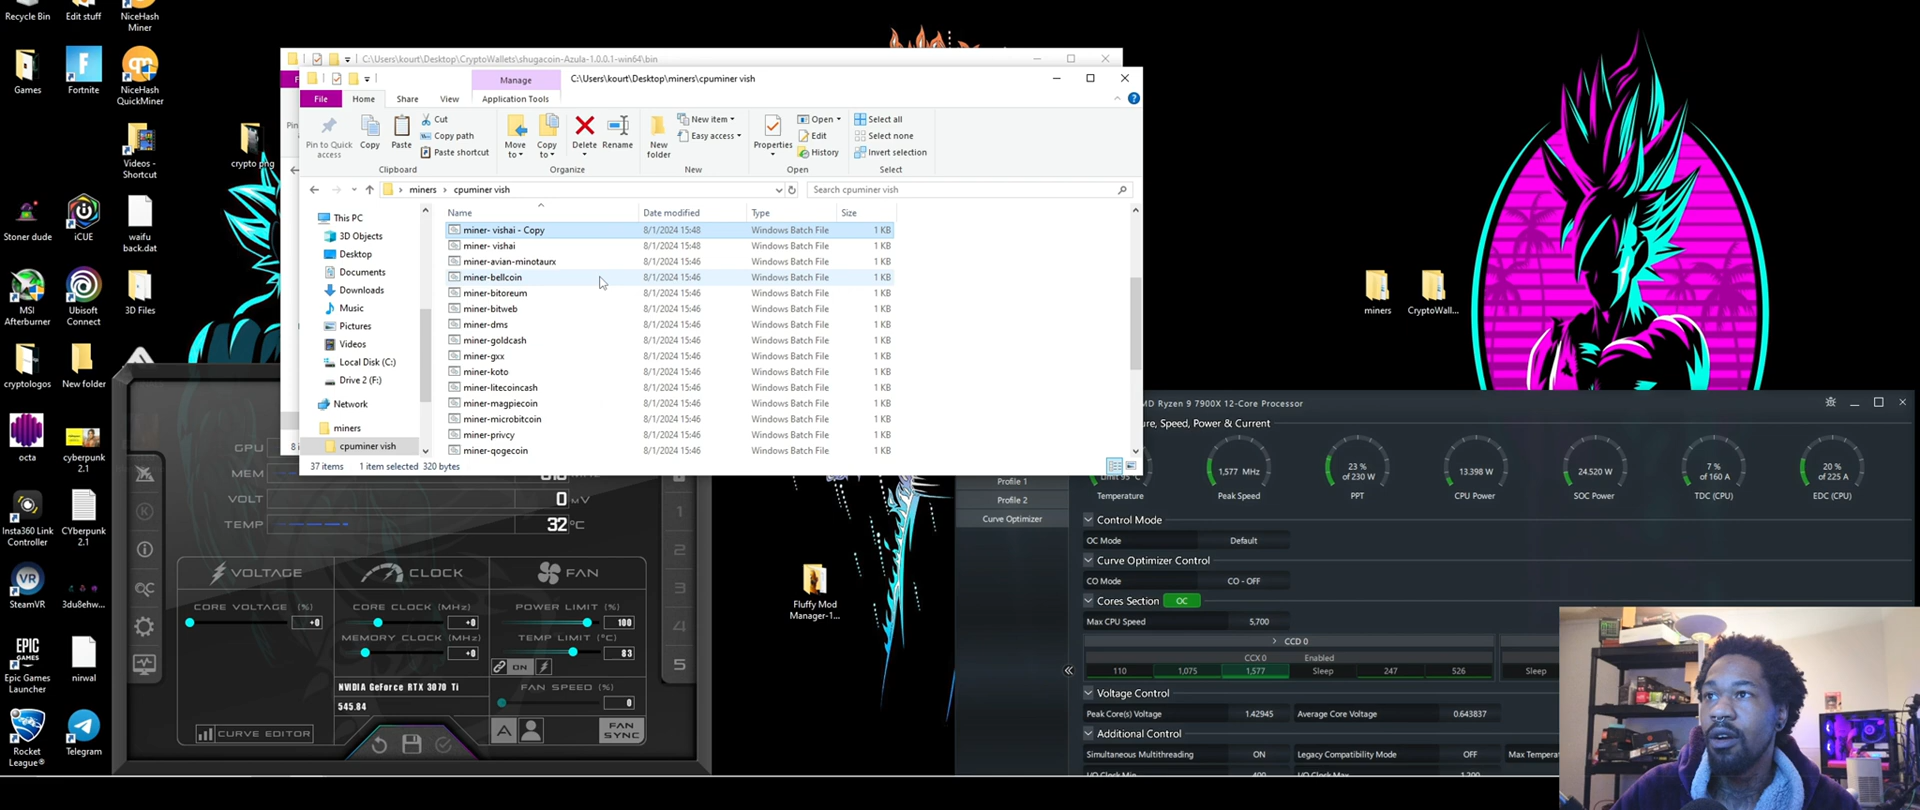 Recycle Bin
Edit stuff
NiceHash
Miner
Games
Fortnite
NiceHash
QuickMiner
Videos -
Shortcut
crypto png
Stoner dude
iCUE
waifu
back.dat
MSI
Afterburner
Ubisoft
Connect
3D Files
cryptologos
New folder
octa
cyberpunk
2.1
Insta360 Link
Controller
CYberpunk
2.1
SteamVR
3du8ehw...
EPIC
GAMES
Epic Games
Launcher
nirwal
Rocket
League®
Telegram
C:\Users\kourt\Desktop\CryptoWallets\shugacoin-Azula-1.0.0.1-win64\bin
Manage
C:\Users\kourt\Desktop\miners\cpuminer vish
File
Home
Share
View
Application Tools
Pin to Quick
access
Copy
Paste
Cut
Copy path
Paste shortcut
Clipboard
Move
to
Copy
to
Delete
Rename
Organize
New
folder
New item
Easy access
New
Properties
Open
Edit
History
Open
Select all
Select none
Invert selection
Select
miners
cpuminer vish
Search cpuminer vish
This PC
3D Objects
Desktop
Documents
Downloads
Music
Pictures
Videos
Local Disk (C:)
Drive 2 (F:)
Network
miners
cpuminer vish
Name Date modified Type Size
miner- vishai - Copy 8/1/2024 15:48 Windows Batch File 1 KB
miner- vishai 8/1/2024 15:48 Windows Batch File 1 KB
miner-avian-minotaurx 8/1/2024 15:46 Windows Batch File 1 KB
miner-bellcoin 8/1/2024 15:46 Windows Batch File 1 KB
miner-bitoreum 8/1/2024 15:46 Windows Batch File 1 KB
miner-bitweb 8/1/2024 15:46 Windows Batch File 1 KB
miner-dms 8/1/2024 15:46 Windows Batch File 1 KB
miner-goldcash 8/1/2024 15:46 Windows Batch File 1 KB
miner-gxx 8/1/2024 15:46 Windows Batch File 1 KB
miner-koto 8/1/2024 15:46 Windows Batch File 1 KB
miner-litecoincash 8/1/2024 15:46 Windows Batch File 1 KB
miner-magpiecoin 8/1/2024 15:46 Windows Batch File 1 KB
miner-microbitcoin 8/1/2024 15:46 Windows Batch File 1 KB
miner-privcy 8/1/2024 15:46 Windows Batch File 1 KB
miner-qogecoin 8/1/2024 15:46 Windows Batch File 1 KB
37 items 1 item selected 320 bytes
GPU
MEM
VOLT 0 MV
TEMP 32 °C
VOLTAGE
CORE VOLTAGE (%)
+0
CLOCK
CORE CLOCK (MHz)
+0
MEMORY CLOCK (MHz)
+0
FAN
POWER LIMIT (%)
100
TEMP LIMIT (°C)
83
ON
NVIDIA GeForce RTX 3070 Ti
545.84
FAN SPEED (%)
0
CURVE EDITOR
A
FAN
SYNC
OC
K
1
2
3
4
5
Fluffy Mod
Manager-1...
miners
CryptoWall...
MD Ryzen 9 7900X 12-Core Processor
ure, Speed, Power & Current
Temperature
1,577 MHz
Peak Speed
23 %
of 230 W
PPT
13.398 W
CPU Power
24.520 W
SOC Power
7 %
of 160 A
TDC (CPU)
20 %
of 225 A
EDC (CPU)
Profile 1
Profile 2
Curve Optimizer
Control Mode
OC Mode Default
Curve Optimizer Control
CO Mode CO - OFF
Cores Section OC
Max CPU Speed 5,700
CCD 0
CCX 0 Enabled
110 1,075 1,577 Sleep 247 526 Sleep
Voltage Control
Peak Core(s) Voltage 1.42945 Average Core Voltage 0.643837
Additional Control
Simultaneous Multithreading ON Legacy Compatibility Mode OFF Max Tempera